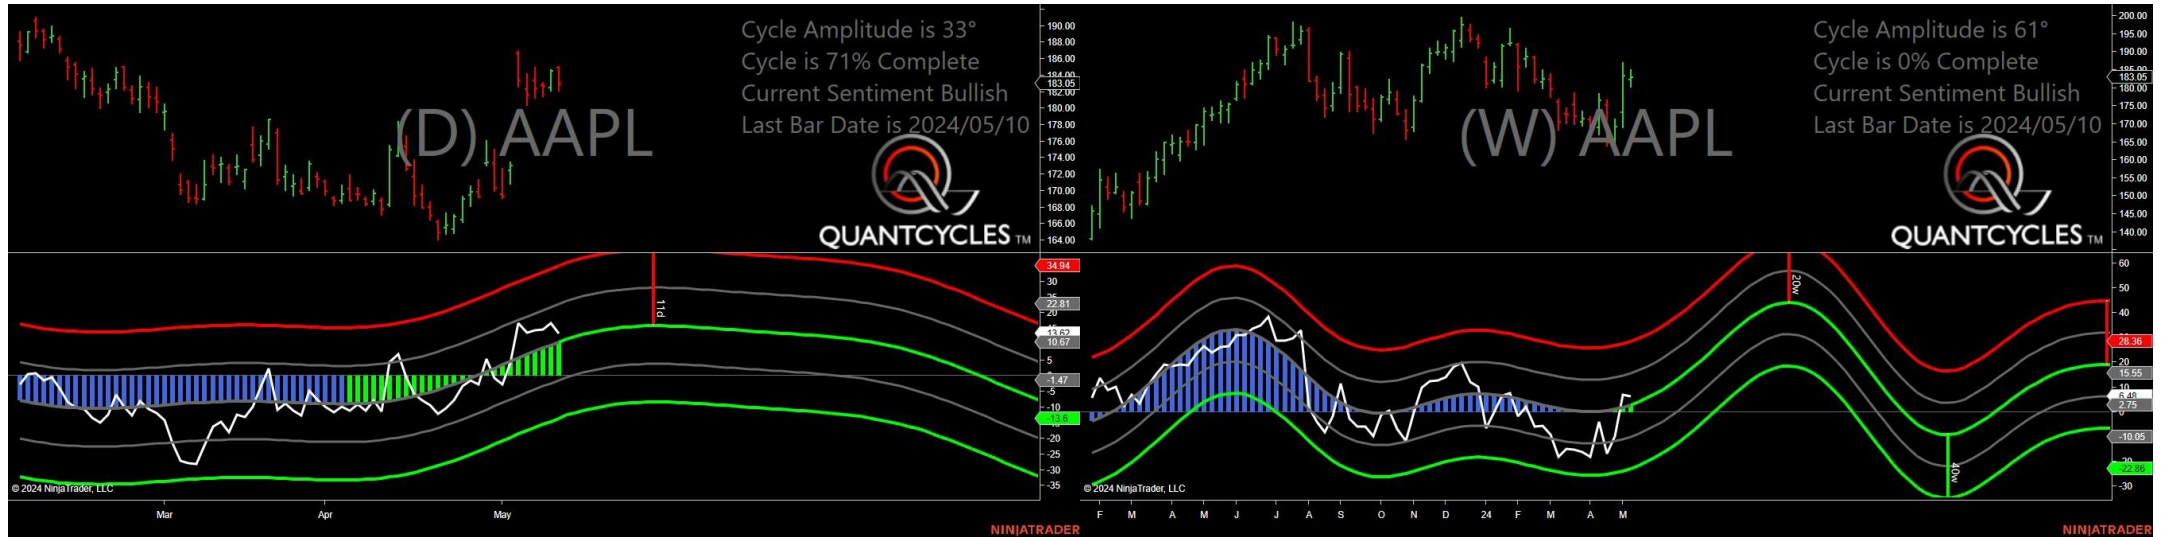 Cycle Amplitude is 33°
Cycle is 71% Complete
Current Sentiment Bullish
Last Bar Date is 2024/05/10
(D) AAPL
QUANTCYCLES TM
190.00
188.00
186.00
184.00
183.05
182.00
180.00
178.00
176.00
174.00
172.00
170.00
168.00
166.00
164.00
34.94
30
25
22.81
20
13.62
10.67
5
-1.47
-5
-10
-13.6
-20
-25
-30
-35
11d
© 2024 NinjaTrader, LLC
Mar Apr May
NINJATRADER
Cycle Amplitude is 61°
Cycle is 0% Complete
Current Sentiment Bullish
Last Bar Date is 2024/05/10
(W) AAPL
QUANTCYCLES TM
200.00
195.00
190.00
185.00
183.05
180.00
175.00
170.00
165.00
160.00
155.00
150.00
145.00
140.00
60
50
40
28.36
20
15.55
10
6.48
2.75
-10.05
-22.86
-30
20w
40w
© 2024 NinjaTrader, LLC
F M A M J J A S O N D 24 F M A M
NINJATRADER